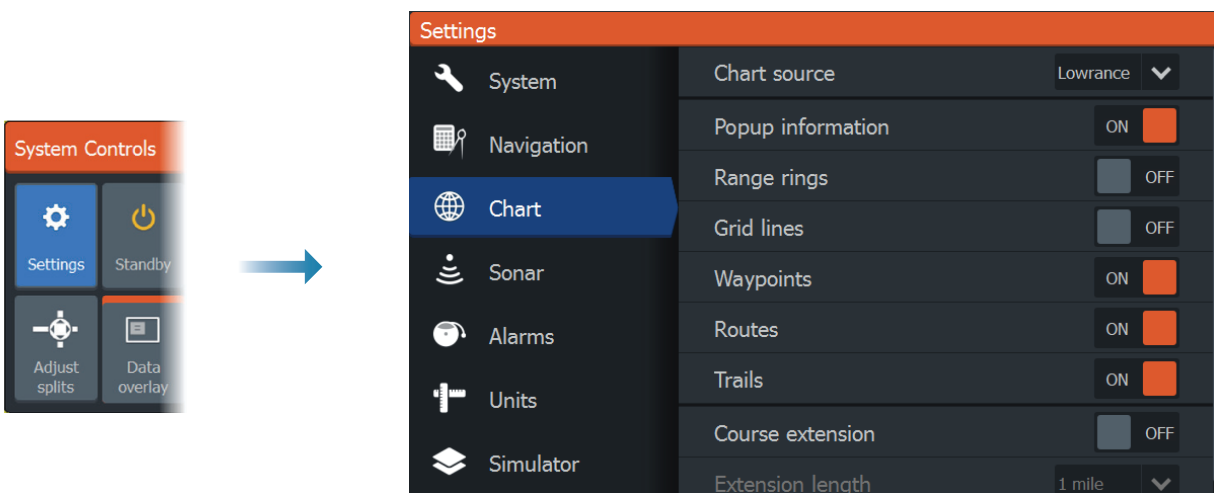 System Controls
Settings
Standby
Adjust
splits
Data
overlay
Settings
System
Navigation
Chart
Sonar
Alarms
Units
Simulator
Chart source Lowrance
Popup information ON
Range rings OFF
Grid lines OFF
Waypoints ON
Routes ON
Trails ON
Course extension OFF
Extension length 1 mile